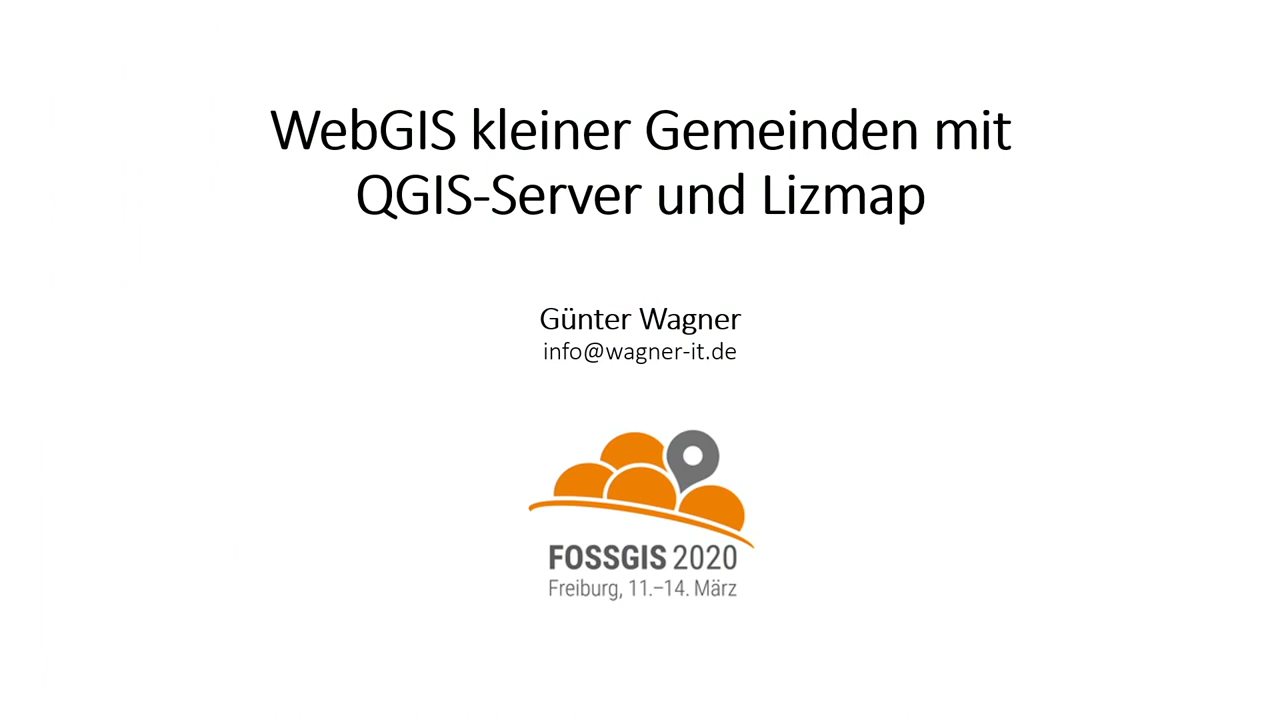 WebGIS kleiner Gemeinden mit
QGIS-Server und Lizmap
Günter Wagner
info@wagner-it.de
FOSSGIS 2020
Freiburg, 11.–14. März